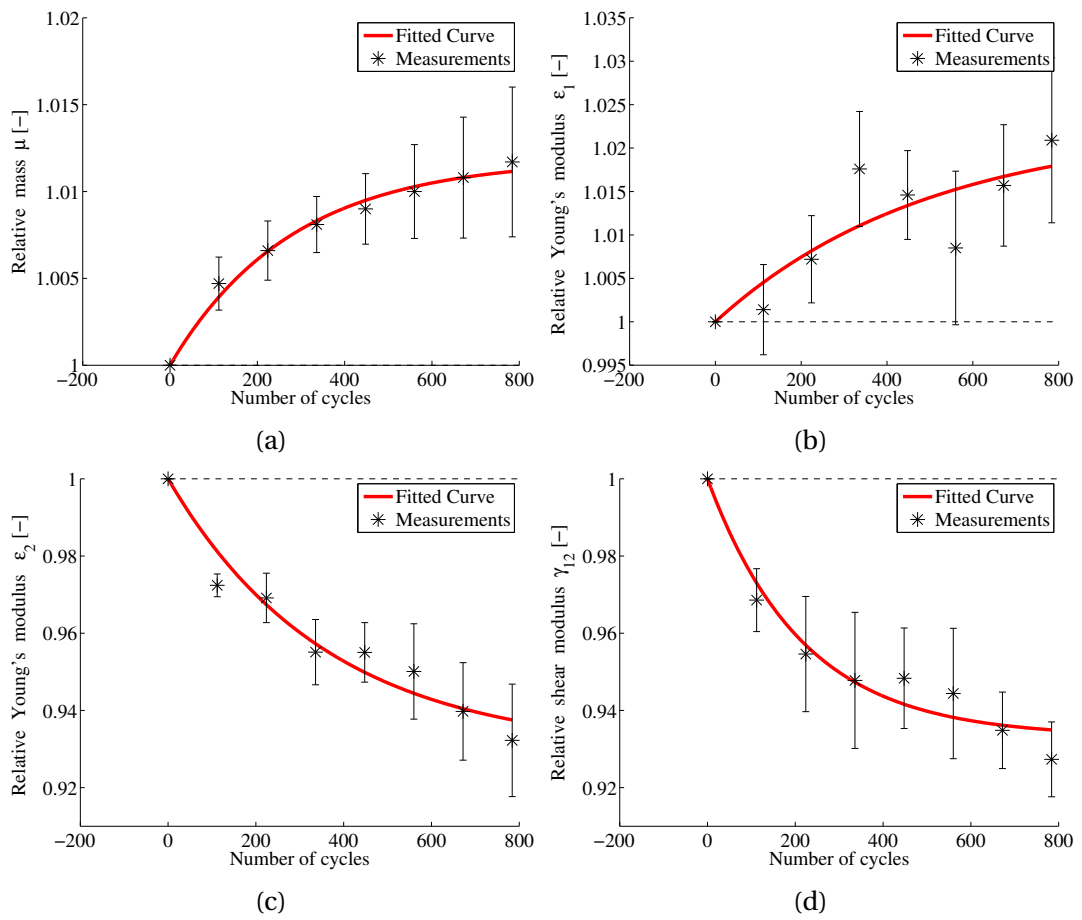 1.02
1.015
1.01
1.005
1
−200
0
200
400
600
800
Number of cycles
Relative mass μ [−]
Fitted Curve
Measurements
(a)
1.035
1.03
1.025
1.02
1.015
1.01
1.005
1
0.995
−200
0
200
400
600
800
Number of cycles
Relative Young's modulus ε1 [−]
Fitted Curve
Measurements
(b)
1
0.98
0.96
0.94
0.92
−200
0
200
400
600
800
Number of cycles
Relative Young's modulus ε2 [−]
Fitted Curve
Measurements
(c)
1
0.98
0.96
0.94
0.92
−200
0
200
400
600
800
Number of cycles
Relative shear modulus γ12 [−]
Fitted Curve
Measurements
(d)